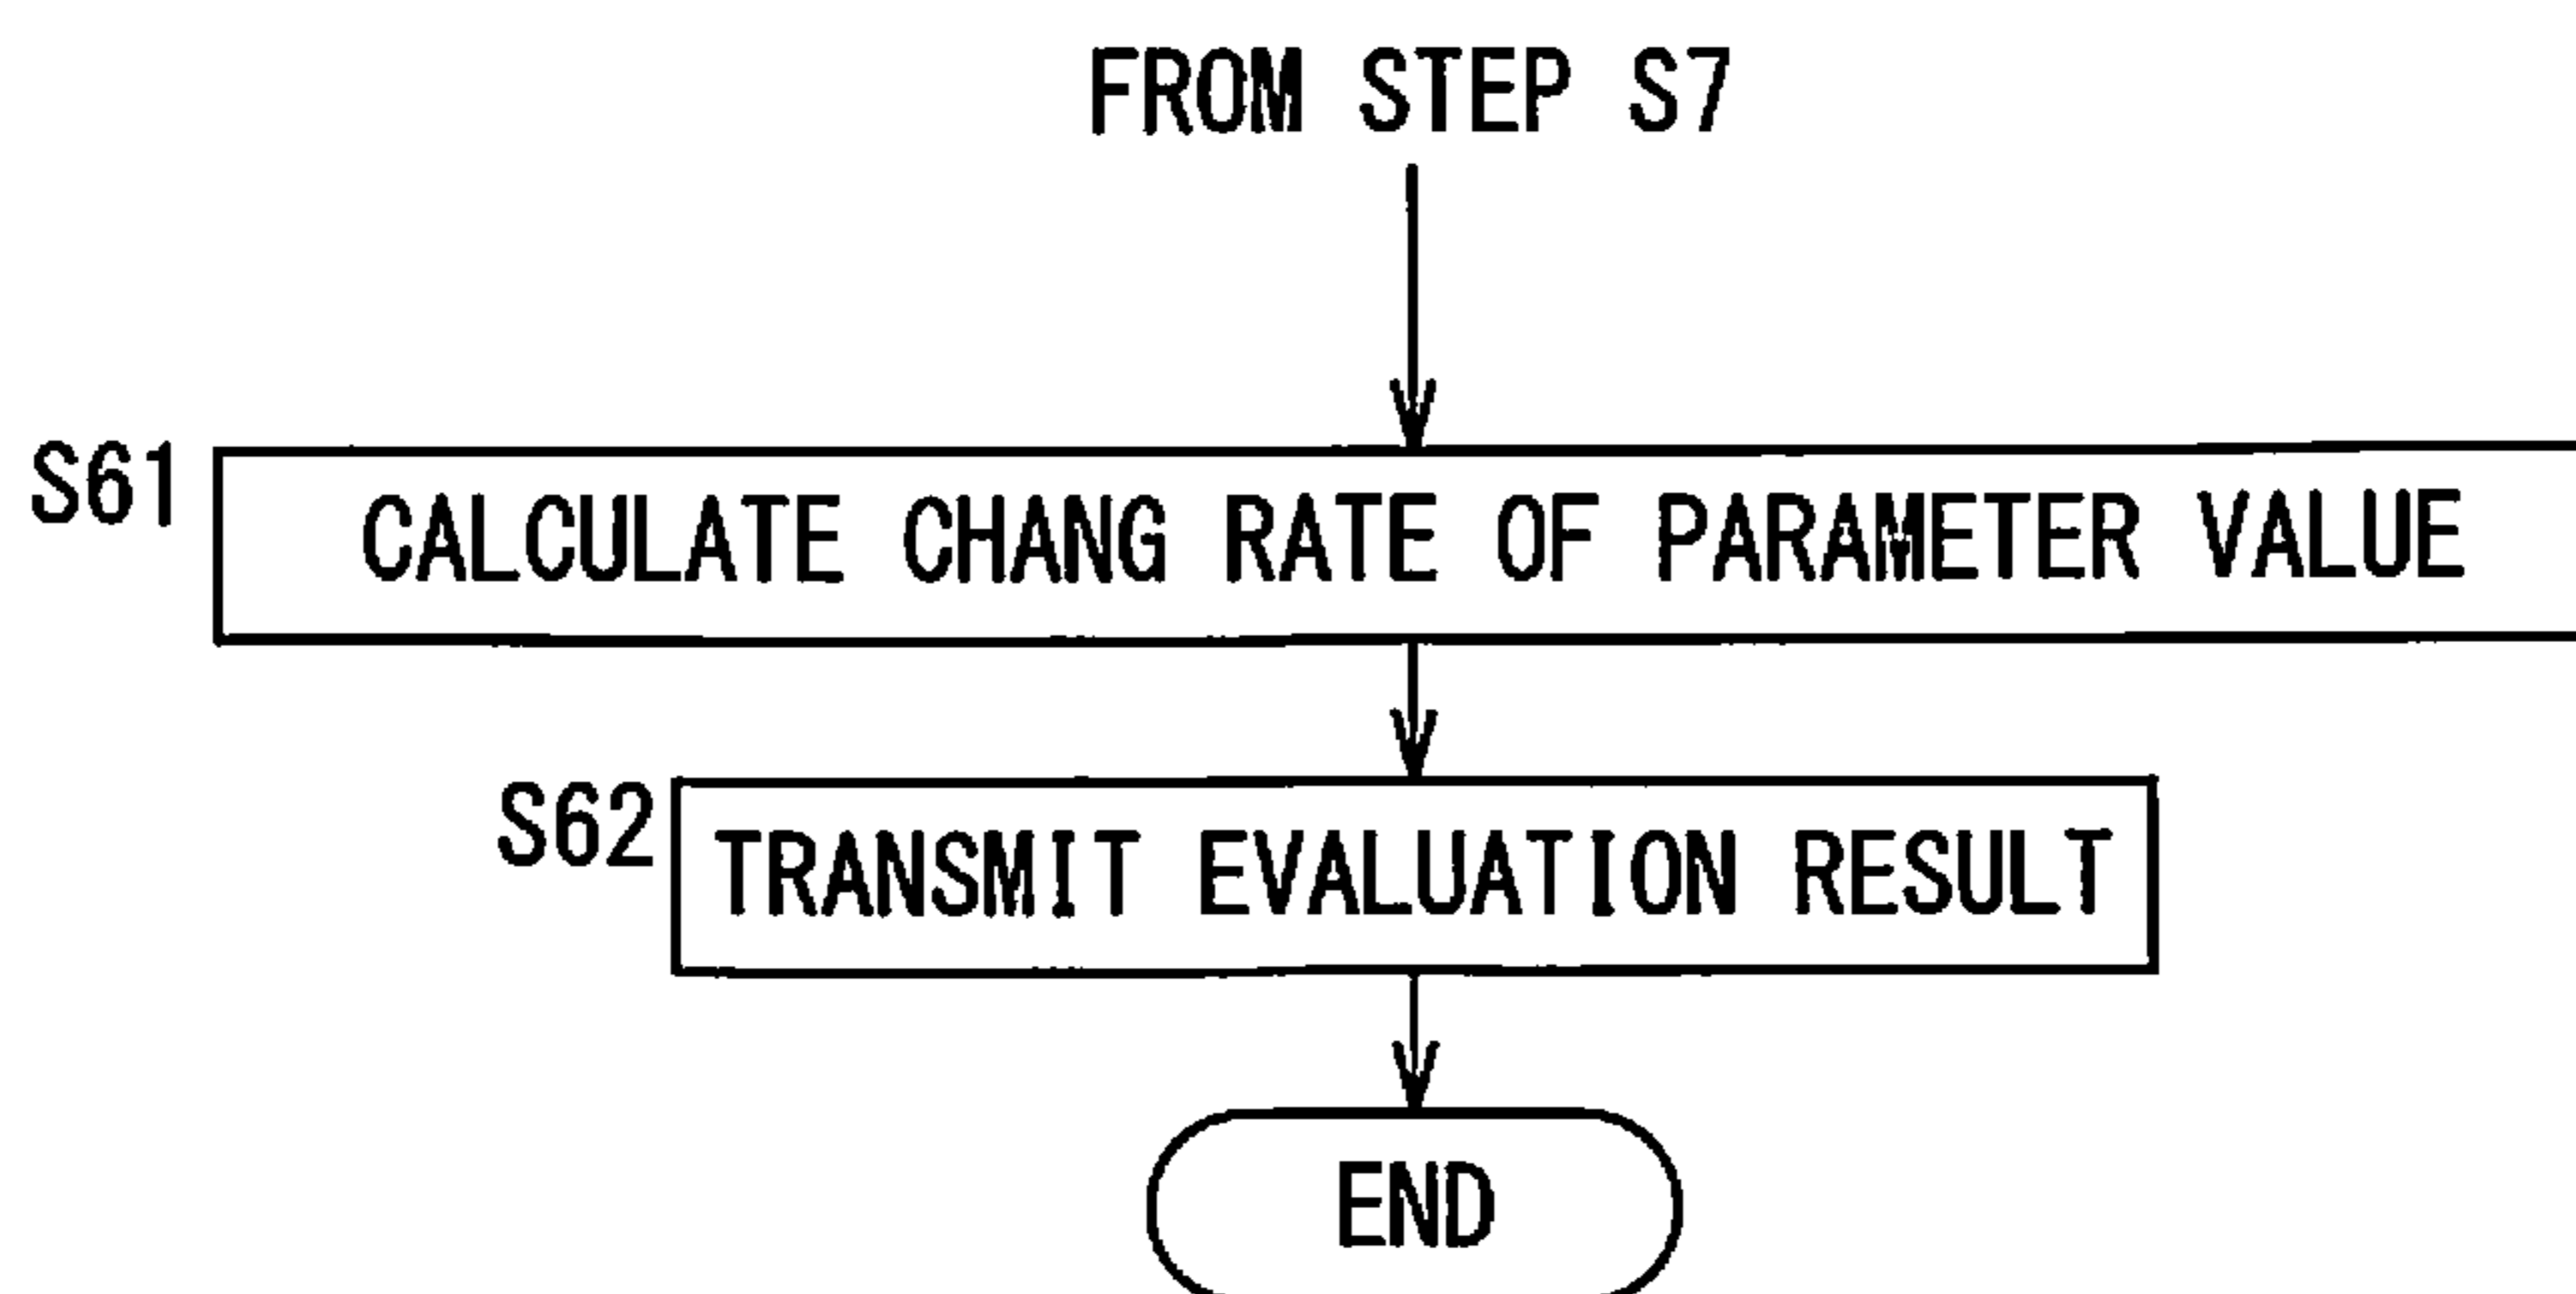 FROM STEP S7
S61 CALCULATE CHANG RATE OF PARAMETER VALUE
S62 TRANSMIT EVALUATION RESULT
END